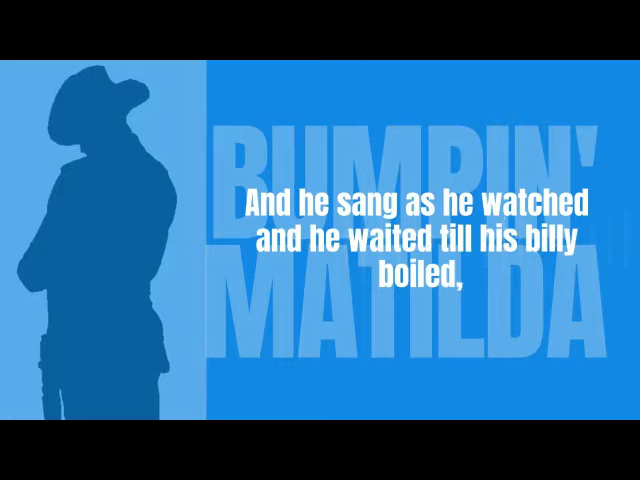 BUMPIN'
MATILDA
And he sang as he watched
and he waited till his billy
boiled,